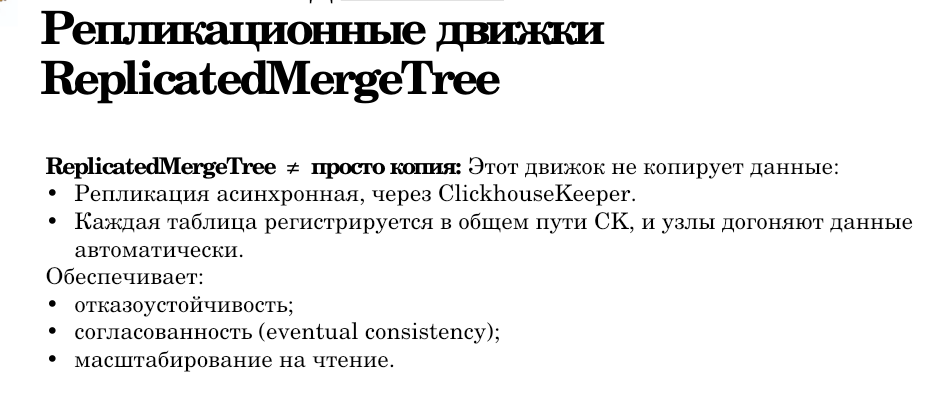 Репликационные движки
ReplicatedMergeTree
ReplicatedMergeTree ≠ просто копия: Этот движок не копирует данные:
• Репликация асинхронная, через ClickhouseKeeper.
• Каждая таблица регистрируется в общем пути CK, и узлы догоняют данные
автоматически.
Обеспечивает:
• отказоустойчивость;
• согласованность (eventual consistency);
• масштабирование на чтение.